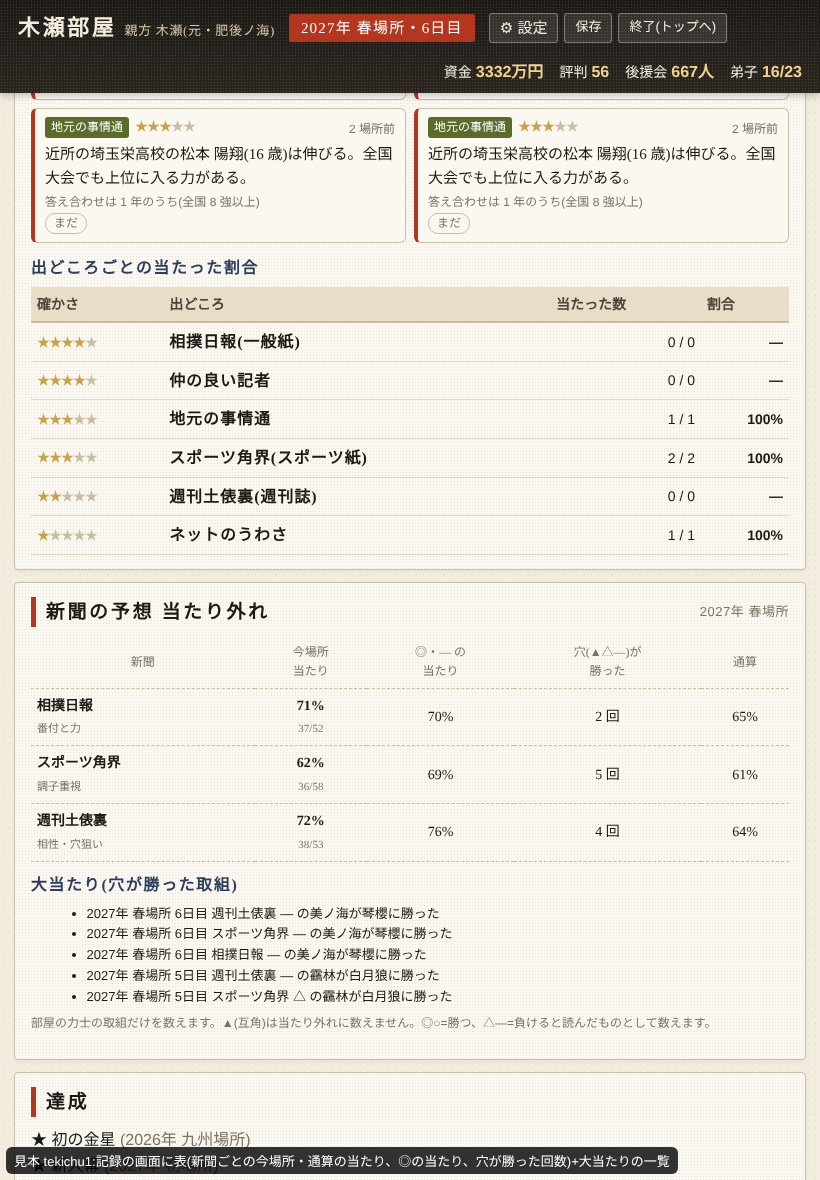 木瀬部屋 親方 木瀬(元・肥後ノ海) 2027年 春場所・6日目 ⚙ 設定 保存 終了(トップへ)
資金 3332万円 評判 56 後援会 667人 弟子 16/23
地元の事情通 ★★★★★ 2 場所前
近所の埼玉栄高校の松本 陽翔(16 歳)は伸びる。全国
大会でも上位に入る力がある。
答え合わせは 1 年のうち(全国 8 強以上)
まだ
地元の事情通 ★★★★★ 2 場所前
近所の埼玉栄高校の松本 陽翔(16 歳)は伸びる。全国
大会でも上位に入る力がある。
答え合わせは 1 年のうち(全国 8 強以上)
まだ
出どころごとの当たった割合
確かさ 出どころ 当たった数 割合
★★★★★ 相撲日報(一般紙) 0 / 0 —
★★★★★ 仲の良い記者 0 / 0 —
★★★★★ 地元の事情通 1 / 1 100%
★★★★★ スポーツ角界(スポーツ紙) 2 / 2 100%
★★★★★ 週刊土俵裏(週刊誌) 0 / 0 —
★★★★★ ネットのうわさ 1 / 1 100%
新聞の予想 当たり外れ 2027年 春場所
新聞 今場所 ◎・— の 穴(▲△—)が 通算
当たり 当たり 勝った
相撲日報 71% 70% 2 回 65%
番付と力 37/52
スポーツ角界 62% 69% 5 回 61%
調子重視 36/58
週刊土俵裏 72% 76% 4 回 64%
相性・穴狙い 38/53
大当たり(穴が勝った取組)
• 2027年 春場所 6日目 週刊土俵裏 — の美ノ海が琴櫻に勝った
• 2027年 春場所 6日目 スポーツ角界 — の美ノ海が琴櫻に勝った
• 2027年 春場所 6日目 相撲日報 — の美ノ海が琴櫻に勝った
• 2027年 春場所 5日目 週刊土俵裏 — の靏林が白月狼に勝った
• 2027年 春場所 5日目 スポーツ角界 △ の靏林が白月狼に勝った
部屋の力士の取組だけを数えます。▲(互角)は当たり外れに数えません。◎○=勝つ、△—=負けると読んだものとして数えます。
達成
★ 初の金星 (2026年 九州場所)
見本 tekichu1:記録の画面に表(新聞ごとの今場所・通算の当たり、◎の当たり、穴が勝った回数)+大当たりの一覧